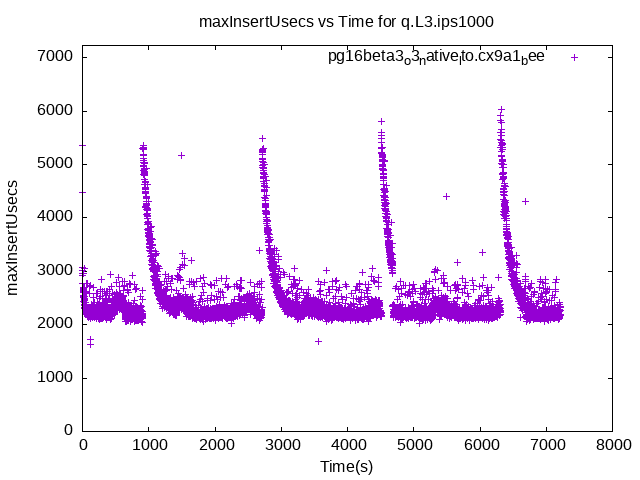 maxInsertUsecs vs Time for q.L3.ips1000
pg16beta3ₒ3ₙativeₗto.cx9a1_bee
7000
6000
5000
4000
3000
2000
1000
0
maxInsertUsecs
0 1000 2000 3000 4000 5000 6000 7000 8000
Time(s)